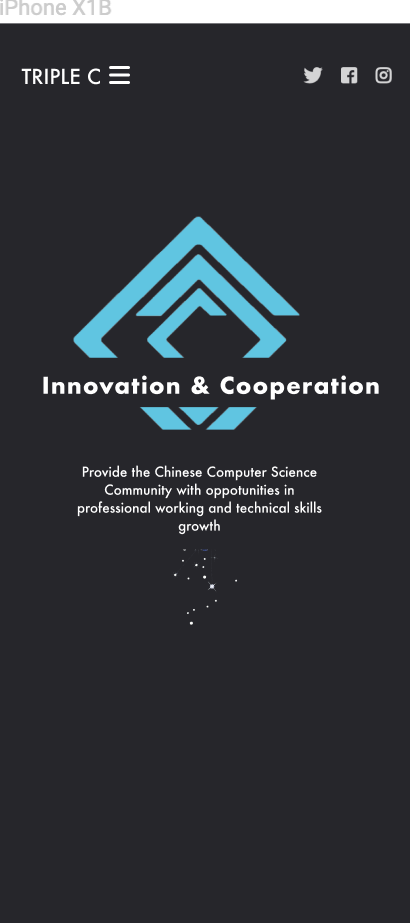 iPhone X1B
TRIPLE C
Innovation & Cooperation
Provide the Chinese Computer Science
Community with oppotunities in
professional working and technical skills
growth